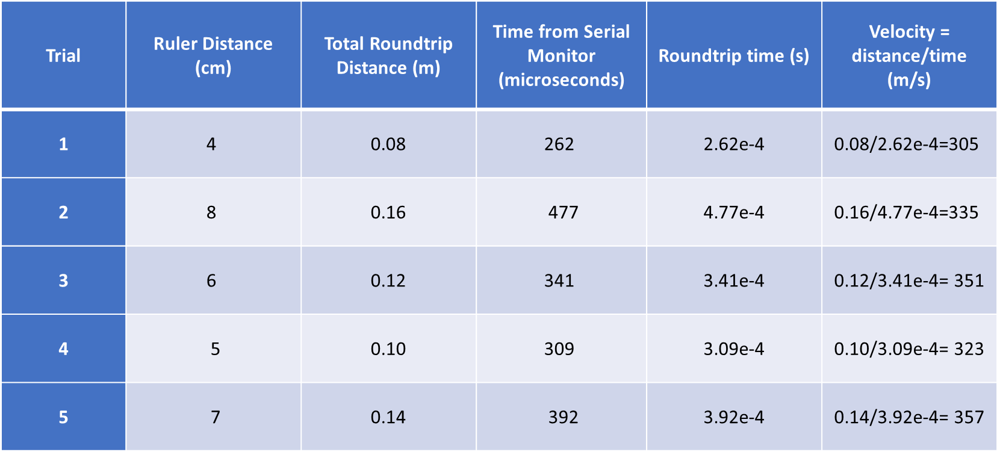 Trial
Ruler Distance
(cm)
Total Roundtrip
Distance (m)
Time from Serial
Monitor
(microseconds)
Roundtrip time (s)
Velocity =
distance/time
(m/s)
1 4 0.08 262 2.62e-4 0.08/2.62e-4=305
2 8 0.16 477 4.77e-4 0.16/4.77e-4=335
3 6 0.12 341 3.41e-4 0.12/3.41e-4= 351
4 5 0.10 309 3.09e-4 0.10/3.09e-4= 323
5 7 0.14 392 3.92e-4 0.14/3.92e-4= 357